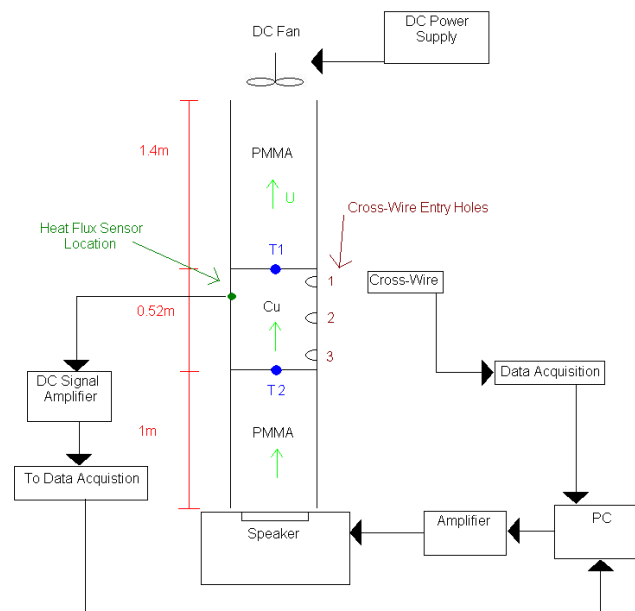 DC Fan
DC Power
Supply
1.4m
PMMA
U
Cross-Wire Entry Holes
Heat Flux Sensor
Location
T1
1
Cross-Wire
0.52m
Cu
2
3
T2
DC Signal
Amplifier
Data Acquisition
1m
PMMA
To Data Acquistion
Speaker
Amplifier
PC